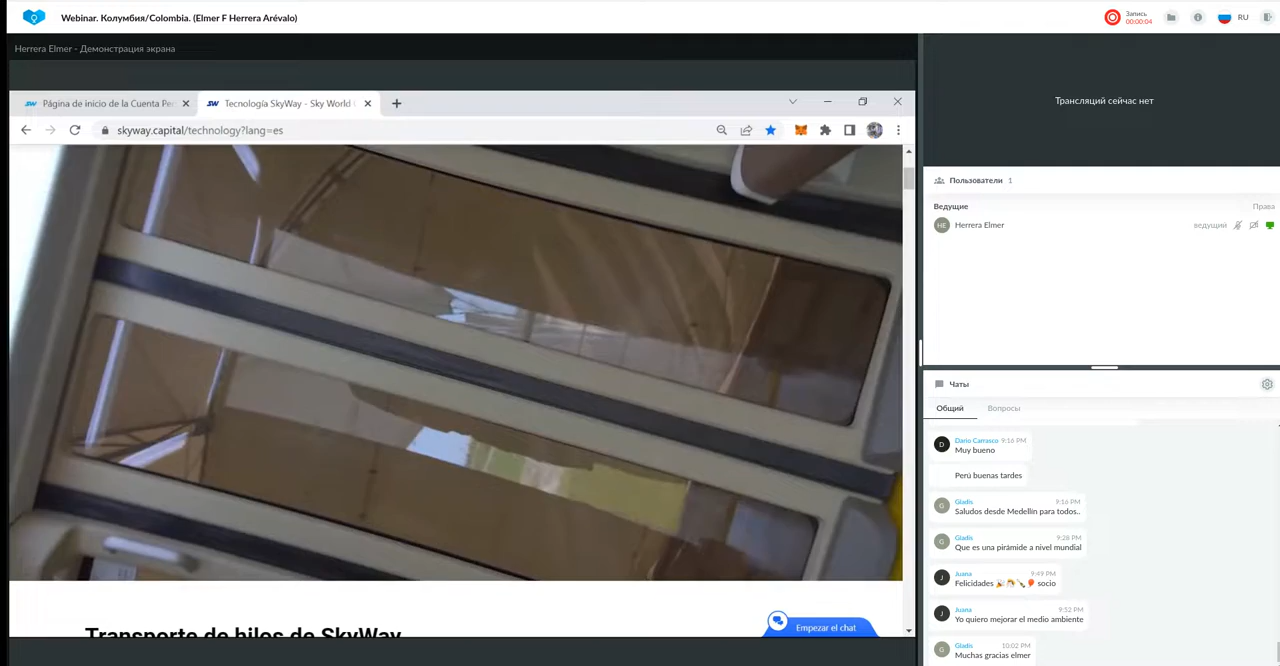 Webinar. Колумбия/Colombia. (Elmer F Herrera Arévalo)
Запись
00:00:04
RU
Herrera Elmer - Демонстрация экрана
Página de inicio de la Cuenta Per
Tecnología SkyWay - Sky World
skyway.capital/technology?lang=es
Transporte de hilos de SkyWay
Empezar el chat
Трансляций сейчас нет
Пользователи 1
Ведущие Права
HE Herrera Elmer ведущий
Чаты
Общий Вопросы
D Dario Carrasco 9:16 PM
Muy bueno
Perú buenas tardes
G Gladis 9:16 PM
Saludos desde Medellín para todos..
G Gladis 9:28 PM
Que es una pirámide a nivel mundial
J Juana 9:49 PM
Felicidades 🎉🎊🍾🎈 socio
J Juana 9:52 PM
Yo quiero mejorar el medio ambiente
G Gladis 10:02 PM
Muchas gracias elmer